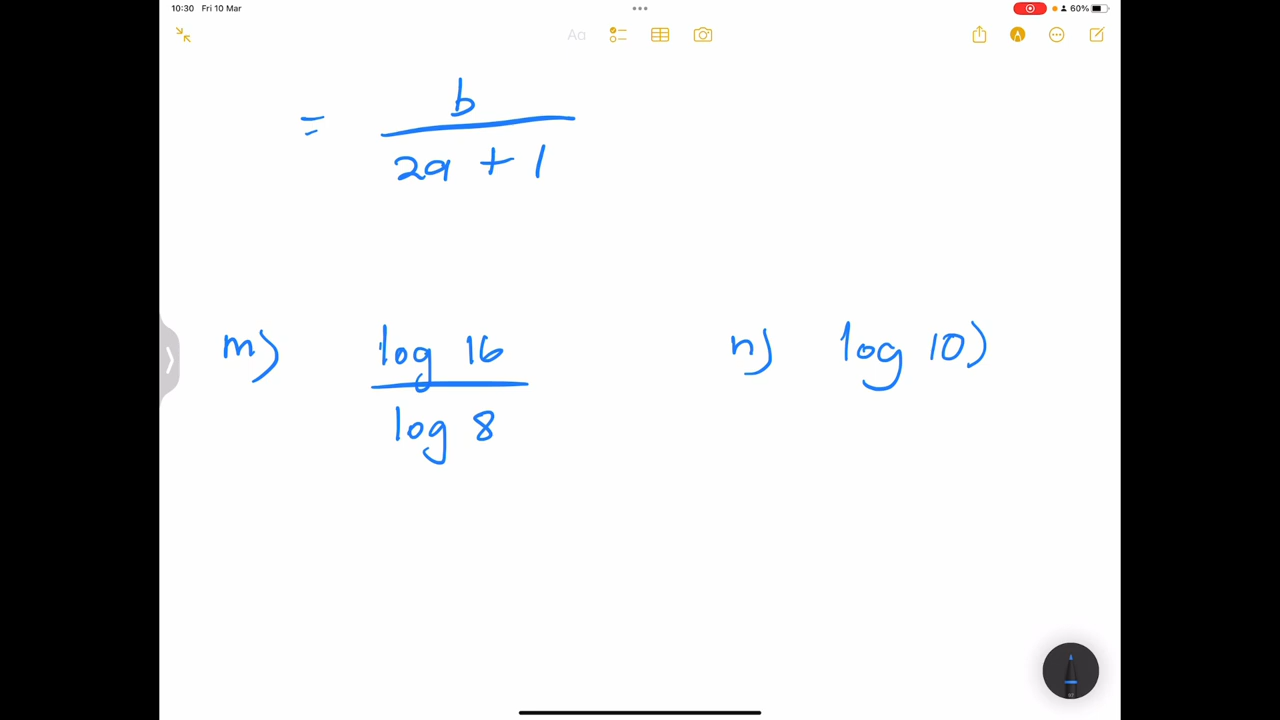 10:30 Fri 10 Mar
60%
Aa
= b
2a + 1
m) log 16 n) log 10)
log 8